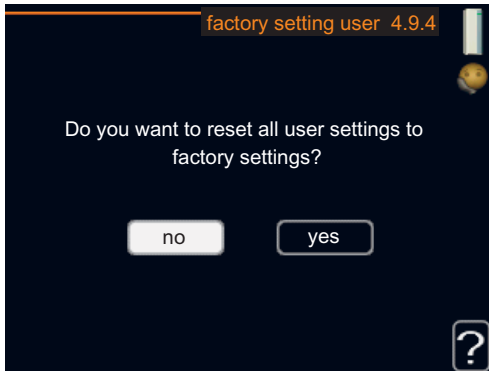 factory setting user 4.9.4
Do you want to reset all user settings to
factory settings?
no yes
?